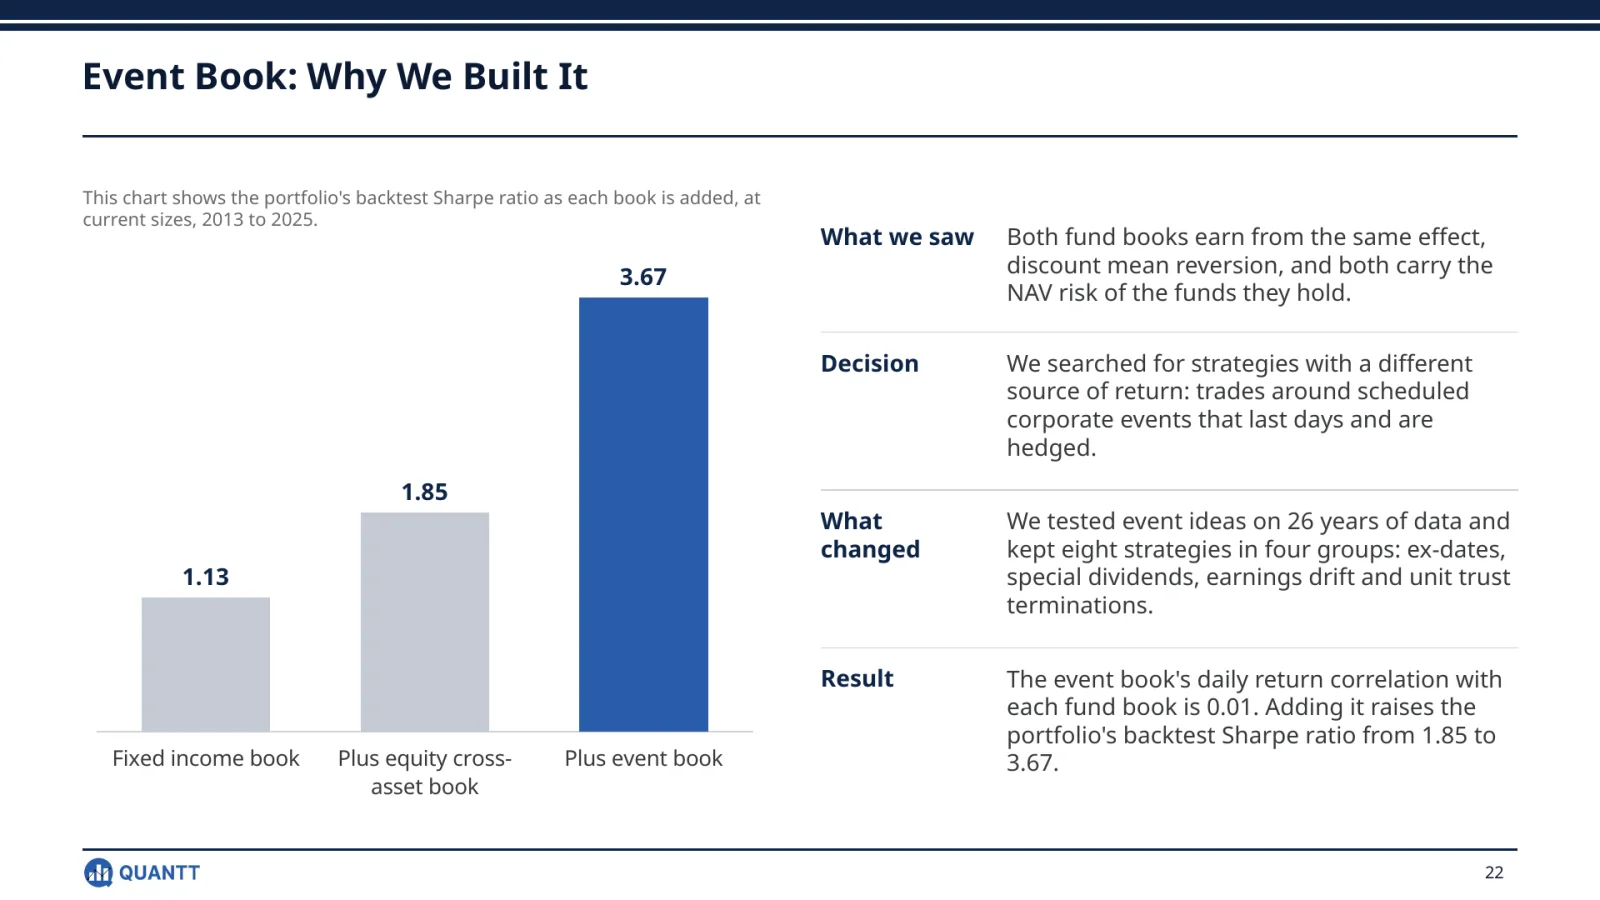 Event Book: Why We Built It
This chart shows the portfolio's backtest Sharpe ratio as each book is added, at
current sizes, 2013 to 2025.
3.67
1.85
1.13
Fixed income book
Plus equity cross-
asset book
Plus event book
What we saw
Both fund books earn from the same effect,
discount mean reversion, and both carry the
NAV risk of the funds they hold.
Decision
We searched for strategies with a different
source of return: trades around scheduled
corporate events that last days and are
hedged.
What
changed
We tested event ideas on 26 years of data and
kept eight strategies in four groups: ex-dates,
special dividends, earnings drift and unit trust
terminations.
Result
The event book's daily return correlation with
each fund book is 0.01. Adding it raises the
portfolio's backtest Sharpe ratio from 1.85 to
3.67.
QUANTT
22